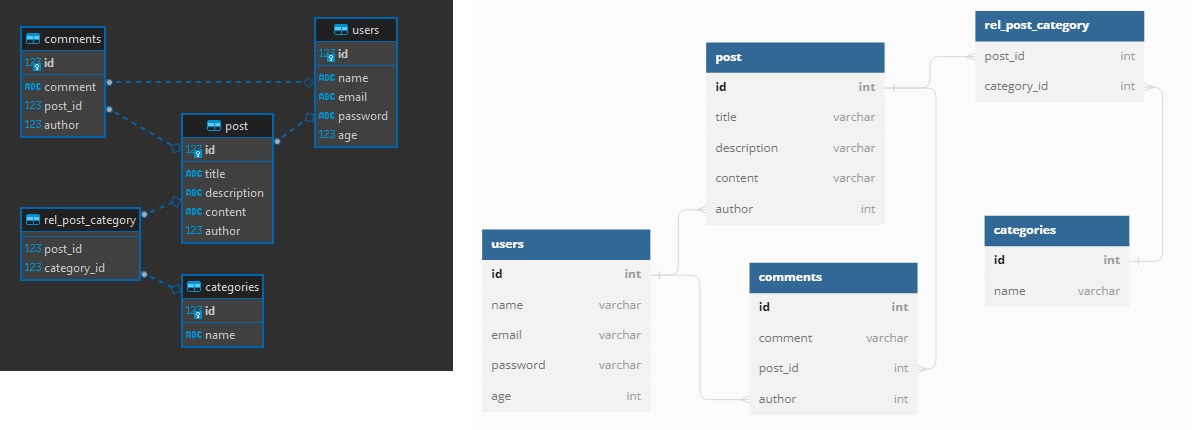 comments
123 id
ABC comment
123 post_id
123 author
users
123 id
ABC name
ABC email
ABC password
123 age
post
123 id
ABC title
ABC description
ABC content
123 author
rel_post_category
123 post_id
123 category_id
categories
123 id
ABC name
post
id int
title varchar
description varchar
content varchar
author int
rel_post_category
post_id int
category_id int
users
id int
name varchar
email varchar
password varchar
age int
comments
id int
comment varchar
post_id int
author int
categories
id int
name varchar